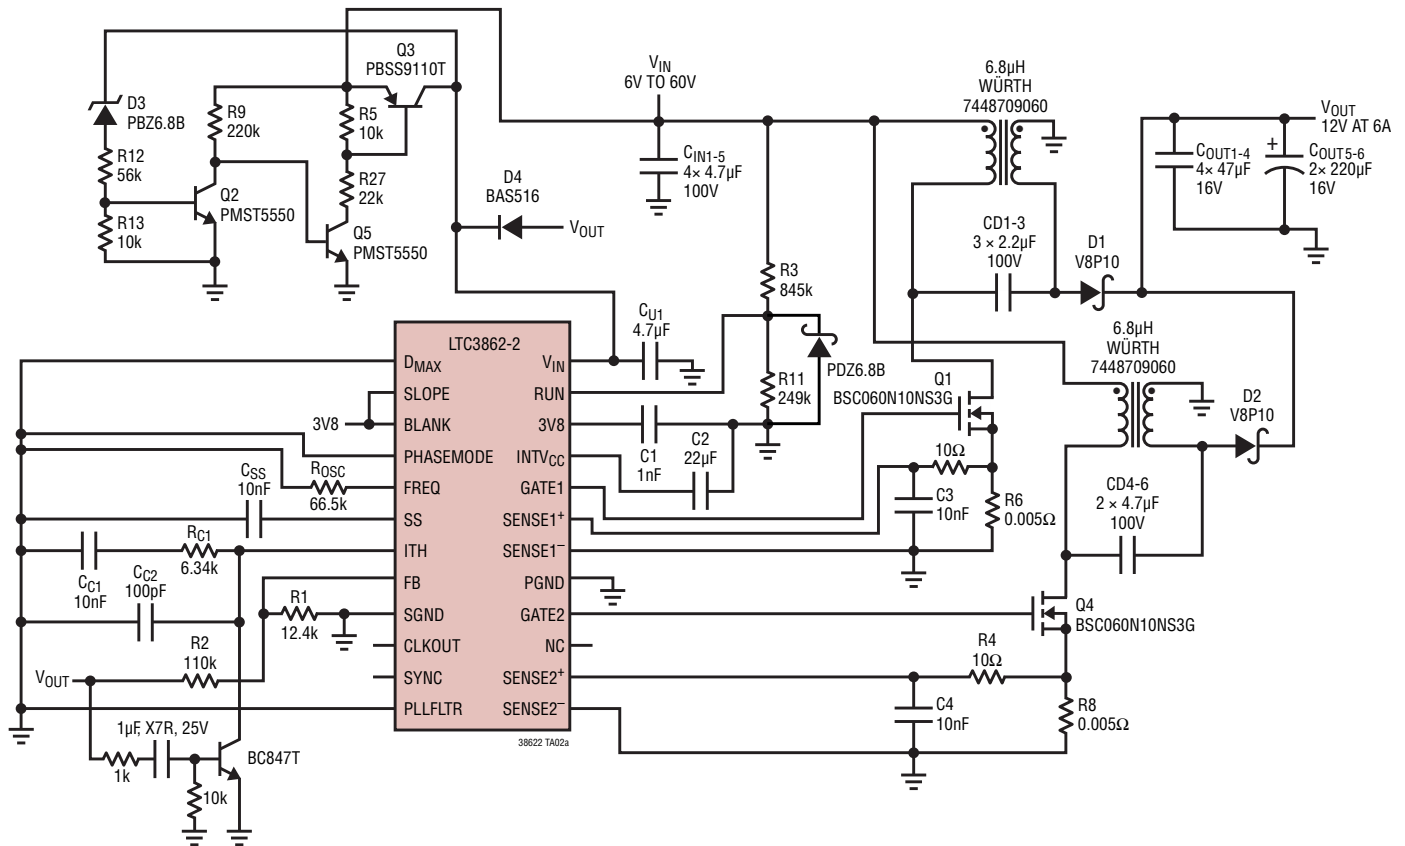 Q3
PBSS9110T
D3
PBZ6.8B
R9
220k
R5
10k
R12
56k
R13
10k
Q2
PMST5550
R27
22k
Q5
PMST5550
D4
BAS516
VOUT
VIN
6V TO 60V
CIN1-5
4× 4.7µF
100V
6.8µH
WÜRTH
7448709060
VOUT
12V AT 6A
COUT1-4
4× 47µF
16V
+
COUT5-6
2× 220µF
16V
CD1-3
3 × 2.2µF
100V
D1
V8P10
R3
845k
R11
249k
PDZ6.8B
CU1
4.7µF
6.8µH
WÜRTH
7448709060
D2
V8P10
Q1
BSC060N10NS3G
10Ω
C3
10nF
R6
0.005Ω
CD4-6
2 × 4.7µF
100V
Q4
BSC060N10NS3G
R4
10Ω
C4
10nF
R8
0.005Ω
C1
1nF
C2
22µF
LTC3862-2
DMAX
SLOPE
BLANK
PHASEMODE
FREQ
SS
ITH
FB
SGND
CLKOUT
SYNC
PLLFLTR
VIN
RUN
3V8
INTVCC
GATE1
SENSE1+
SENSE1–
PGND
GATE2
NC
SENSE2+
SENSE2–
38622 TA02a
3V8
CSS
10nF
ROSC
66.5k
RC1
6.34k
CC1
10nF
CC2
100pF
R1
12.4k
R2
110k
VOUT
1µF, X7R, 25V
1k
10k
BC847T